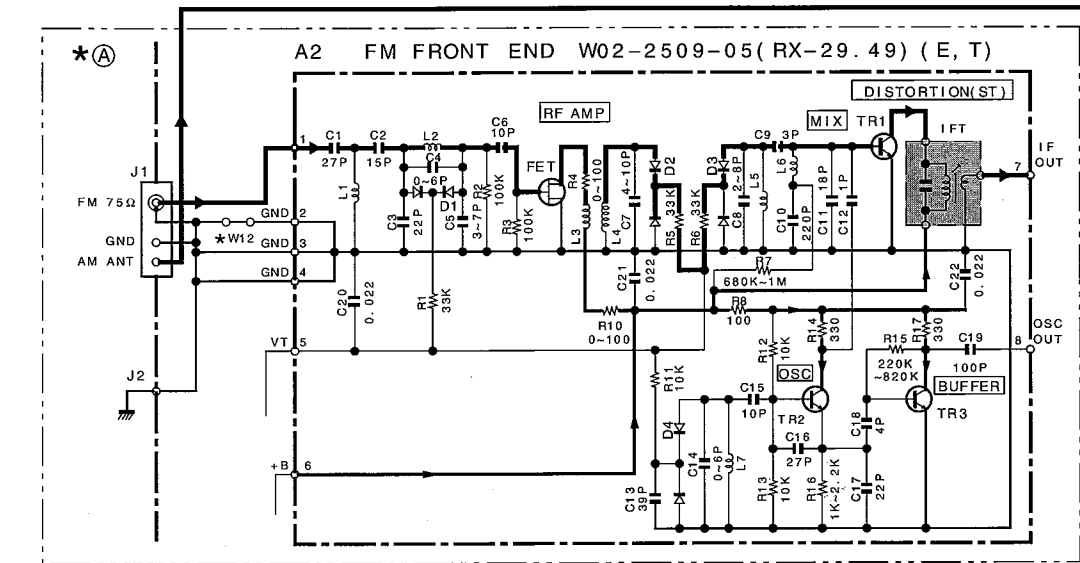 *Ⓐ
A2 FM FRONT END W02-2509-05(RX-29.49) (E, T)
DISTORTION(ST)
RF AMP
MIX
TR1
IFT
IF OUT
7
J1
FM 75Ω
GND
AM ANT
*W12
GND 2
GND 3
GND 4
1
C1
27P
C2
15P
L2
C4
0~6P
D1
C6
10P
L1
C3
22P
C5
3~7P
R2
100K
R3
100K
FET
R4
0~100
L3
L4
C7
4~10P
D2
R5
33K
R6
33K
D3
C8
2~8P
L5
C9
3P
L6
C10
220P
C11
18P
C12
1P
C20
0.022
R1
33K
C21
0.022
R7
680K~1M
C22
0.022
R10
0~100
R8
100
R12
10K
R14
330
R17
330
R15
220K
~820K
C19
100P
OSC OUT
8
VT
5
J2
R11
10K
OSC
C15
10P
TR2
BUFFER
TR3
D4
C14
0~6P
L7
C16
27P
C18
4P
+B
6
C13
39P
R13
10K
R16
1K~2.2K
C17
22P